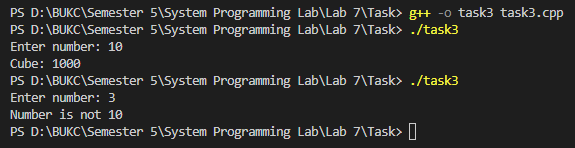 PS D:\BUKC\Semester 5\System Programming Lab\Lab 7\Task> g++ -o task3 task3.cpp
PS D:\BUKC\Semester 5\System Programming Lab\Lab 7\Task> ./task3
Enter number: 10
Cube: 1000
PS D:\BUKC\Semester 5\System Programming Lab\Lab 7\Task> ./task3
Enter number: 3
Number is not 10
PS D:\BUKC\Semester 5\System Programming Lab\Lab 7\Task>